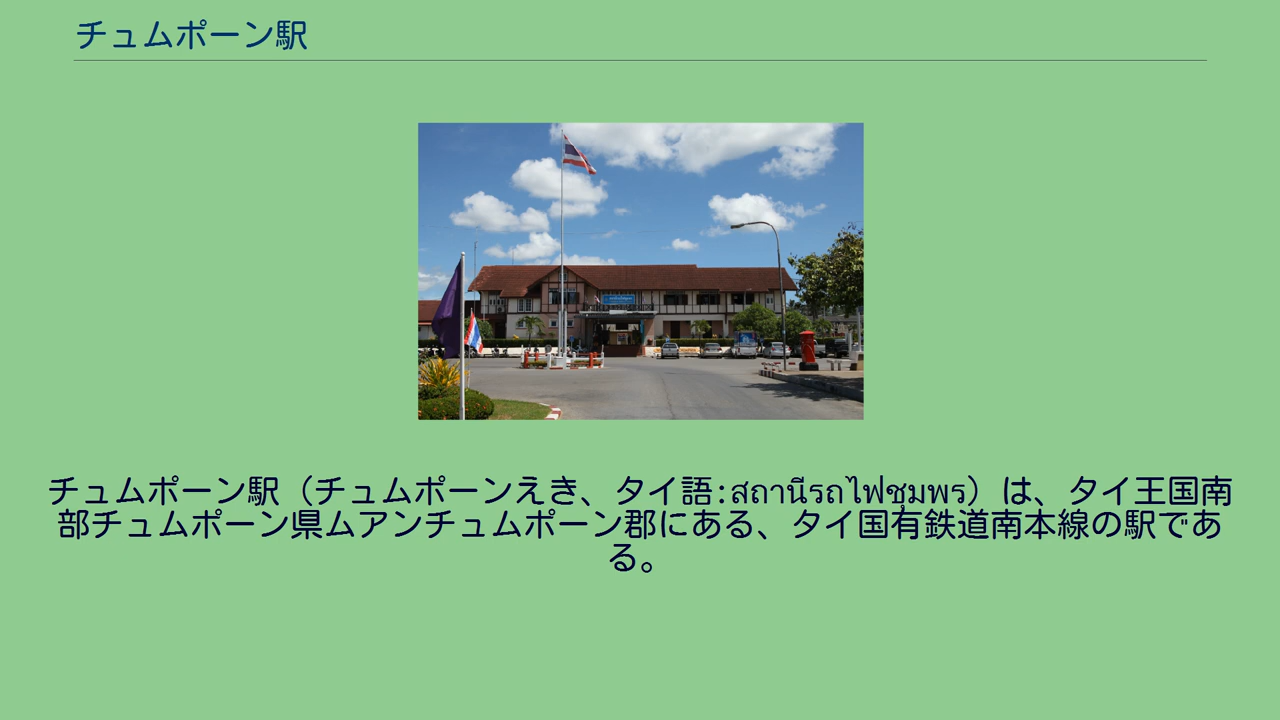 チュムポーン駅
チュムポーン駅（チュムポーンえき、タイ語:สถานีรถไฟชุมพร）は、タイ王国南
部チュムポーン県ムアンチュムポーン郡にある、タイ国有鉄道南本線の駅であ
る。